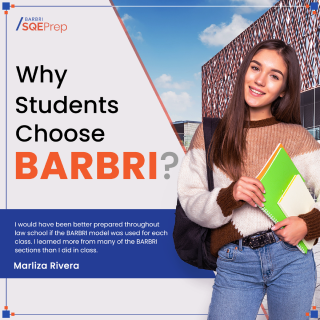 BARBRI
SQEPrep
Why
Students
Choose
BARBRI?
I would have been better prepared throughout
law school if the BARBRI model was used for each
class. I learned more from many of the BARBRI
sections than I did in class.
Marliza Rivera